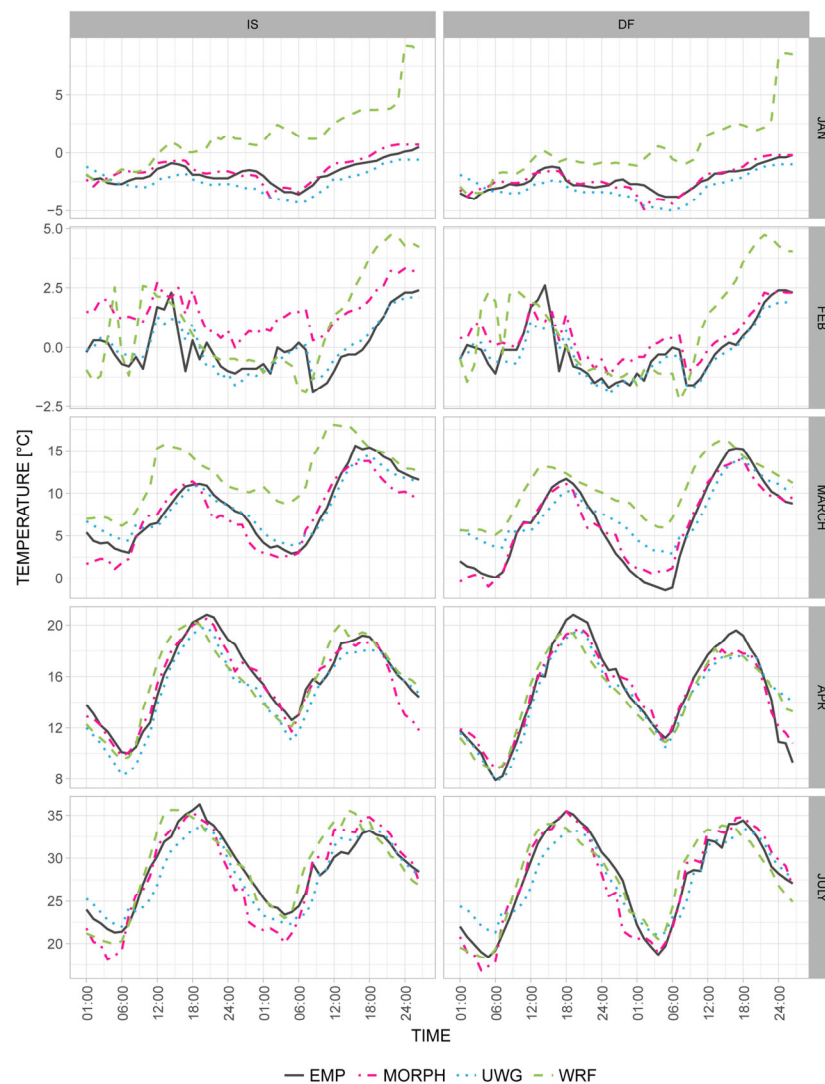 IS DF
5
0
−5
JAN
5.0
2.5
0.0
−2.5
FEB
15
10
5
0
MARCH
20
16
12
8
APR
35
30
25
20
JULY
TEMPERATURE [°C]
01:00 06:00 12:00 18:00 24:00 01:00 06:00 12:00 18:00 24:00 01:00 06:00 12:00 18:00 24:00 01:00 06:00 12:00 18:00 24:00
TIME
EMP MORPH UWG WRF